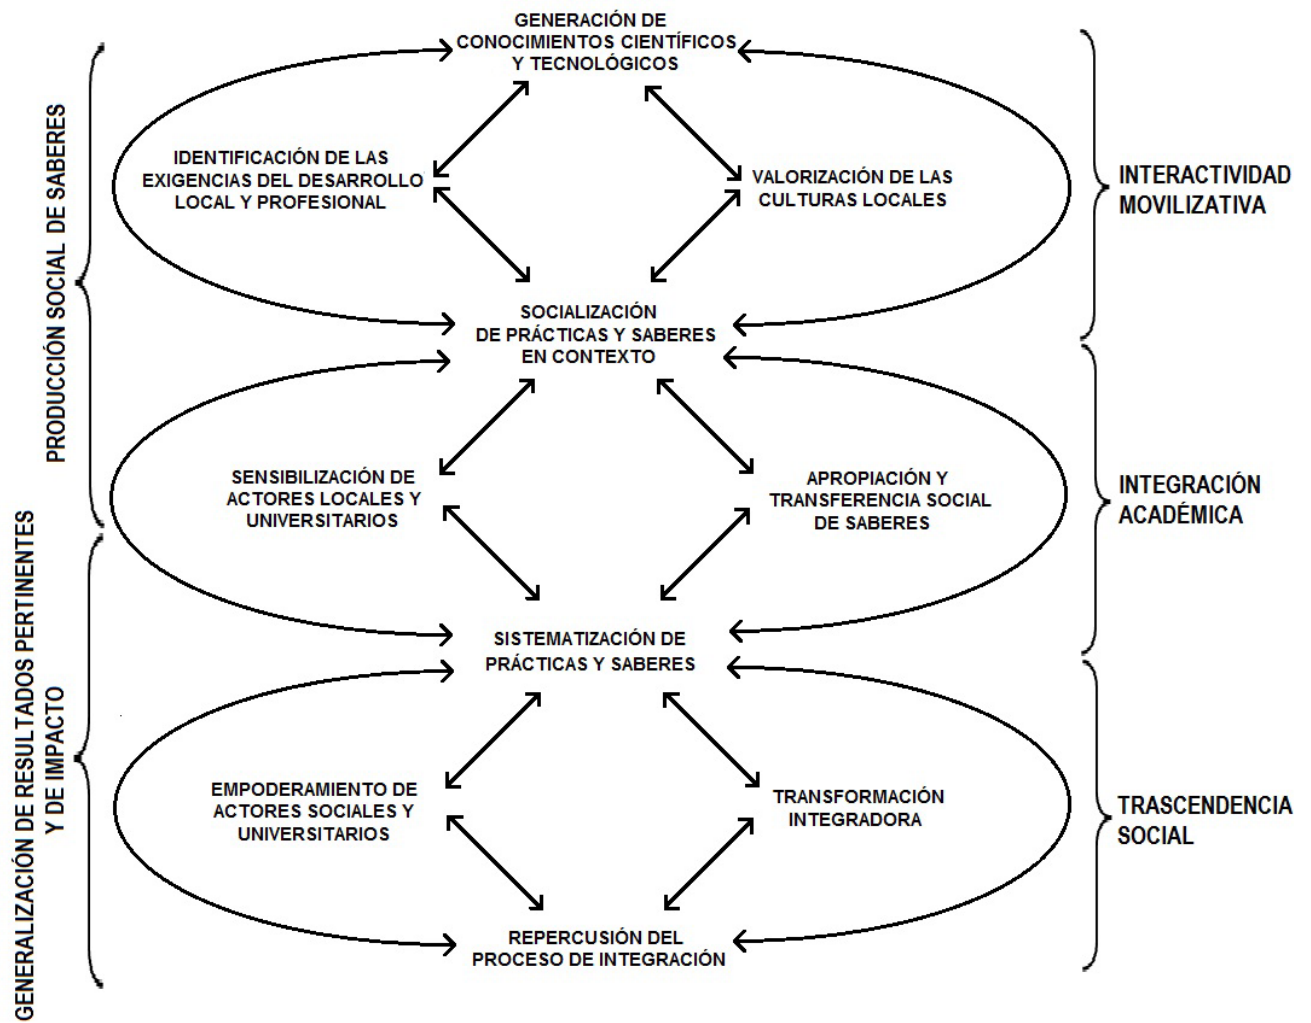 GENERACIÓN DE
CONOCIMIENTOS CIENTÍFICOS
Y TECNOLÓGICOS
IDENTIFICACIÓN DE LAS
EXIGENCIAS DEL DESARROLLO
LOCAL Y PROFESIONAL
VALORIZACIÓN DE LAS
CULTURAS LOCALES
INTERACTIVIDAD
MOVILIZATIVA
PRODUCCIÓN SOCIAL DE SABERES
SOCIALIZACIÓN
DE PRÁCTICAS Y SABERES
EN CONTEXTO
SENSIBILIZACIÓN DE
ACTORES LOCALES Y
UNIVERSITARIOS
APROPIACIÓN Y
TRANSFERENCIA SOCIAL
DE SABERES
INTEGRACIÓN
ACADÉMICA
SISTEMATIZACIÓN DE
PRÁCTICAS Y SABERES
GENERALIZACIÓN DE RESULTADOS PERTINENTES
Y DE IMPACTO
EMPODERAMIENTO DE
ACTORES SOCIALES Y
UNIVERSITARIOS
TRANSFORMACIÓN
INTEGRADORA
TRASCENDENCIA
SOCIAL
REPERCUSIÓN DEL
PROCESO DE INTEGRACIÓN